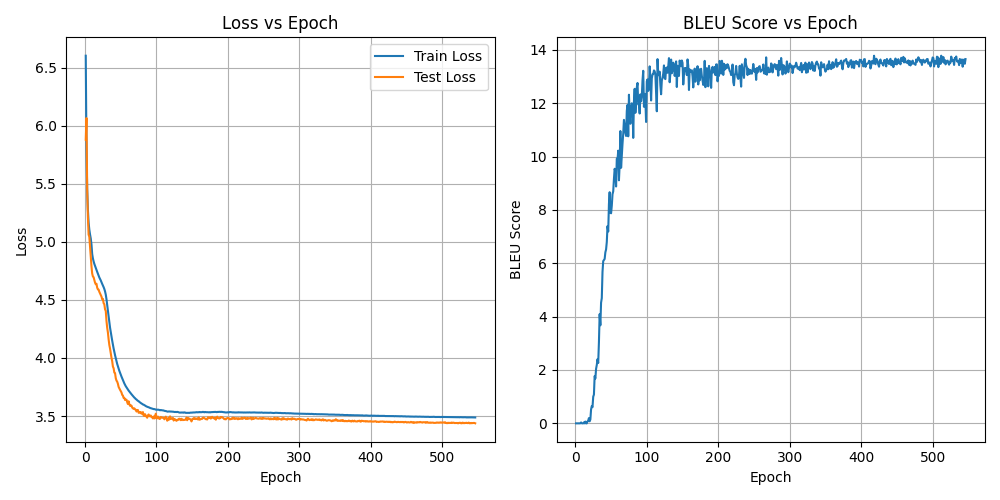 Loss vs Epoch
Train Loss
Test Loss
6.5
6.0
5.5
5.0
4.5
4.0
3.5
Loss
0 100 200 300 400 500
Epoch
BLEU Score vs Epoch
14
12
10
8
6
4
2
0
BLEU Score
0 100 200 300 400 500
Epoch